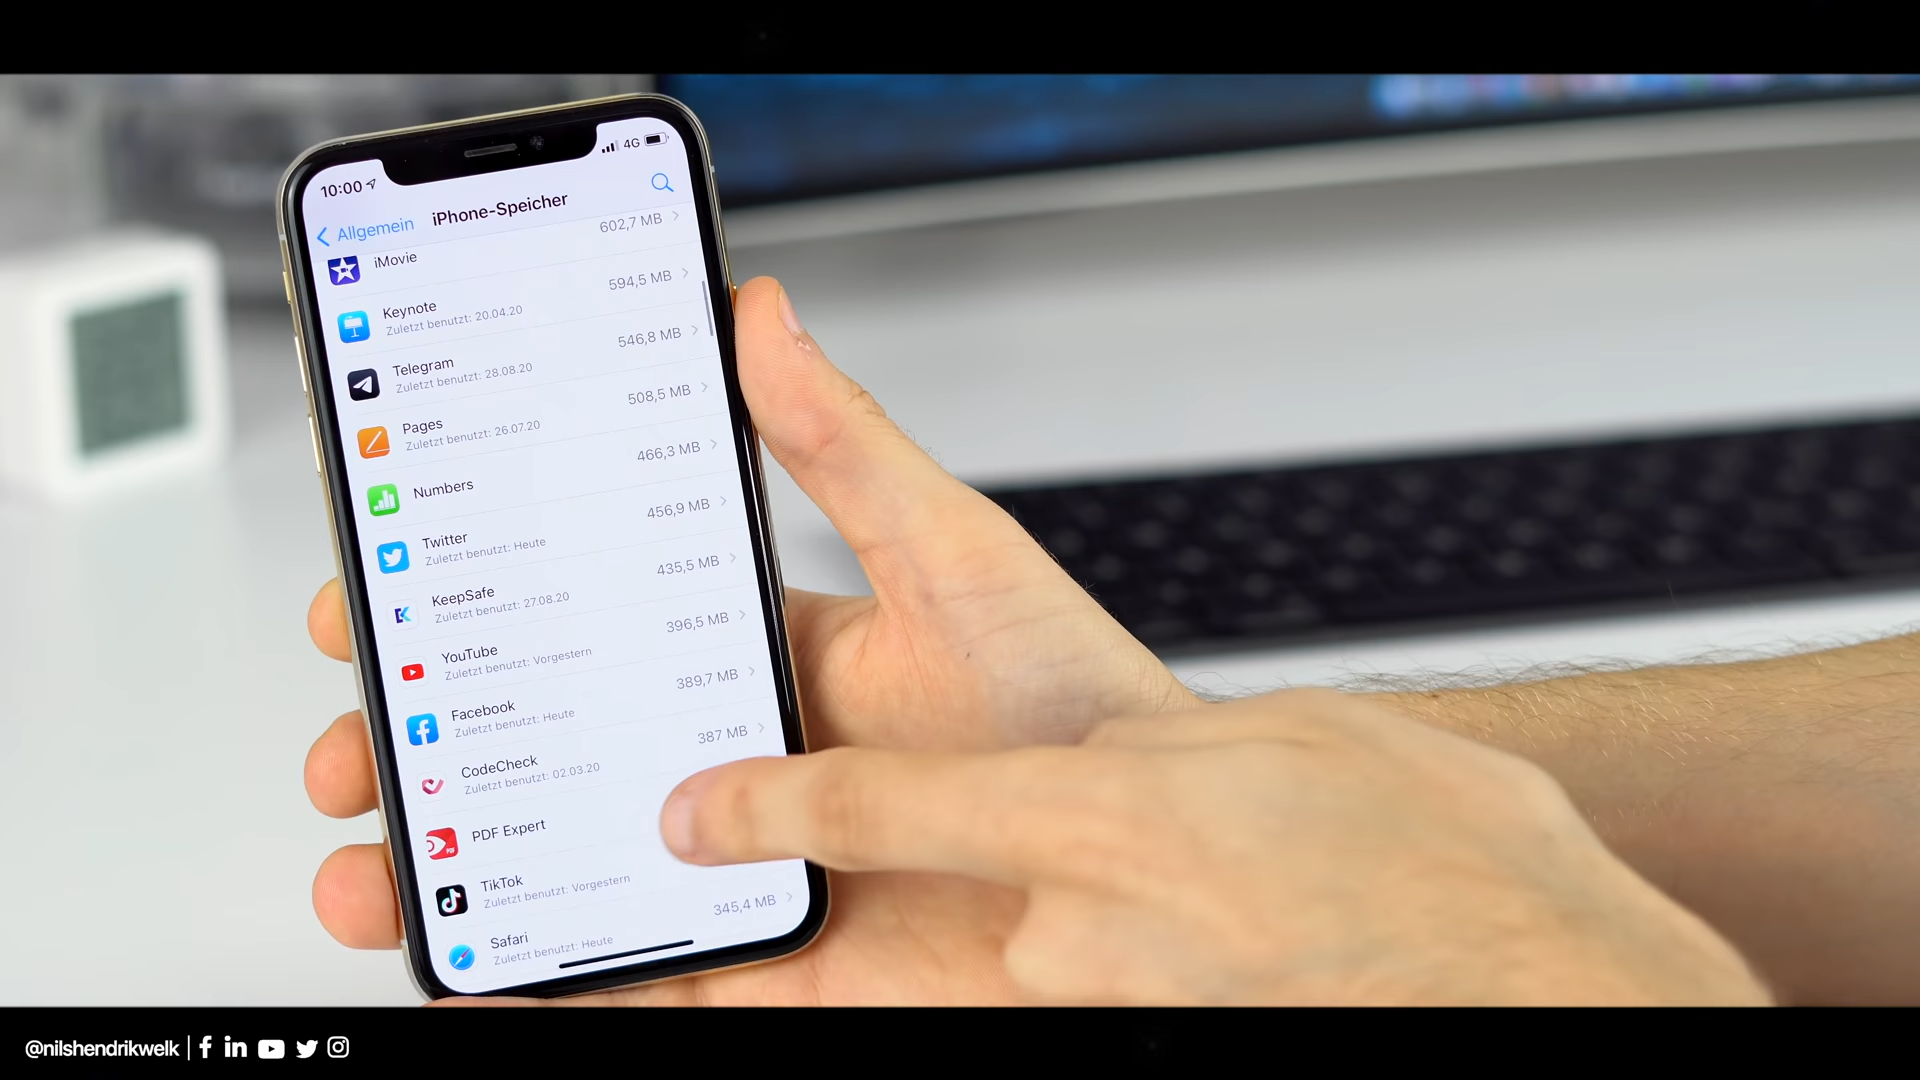 10:00
4G
Allgemein
iPhone-Speicher
iMovie
602,7 MB
Keynote
Zuletzt benutzt: 20.04.20
594,5 MB
Telegram
Zuletzt benutzt: 28.08.20
546,8 MB
Pages
Zuletzt benutzt: 26.07.20
508,5 MB
Numbers
466,3 MB
Twitter
Zuletzt benutzt: Heute
456,9 MB
KeepSafe
Zuletzt benutzt: 27.08.20
435,5 MB
YouTube
Zuletzt benutzt: Vorgestern
396,5 MB
Facebook
Zuletzt benutzt: Heute
389,7 MB
CodeCheck
Zuletzt benutzt: 02.03.20
387 MB
PDF Expert
TikTok
Zuletzt benutzt: Vorgestern
Safari
Zuletzt benutzt: Heute
345,4 MB
@nilshendrikwelk